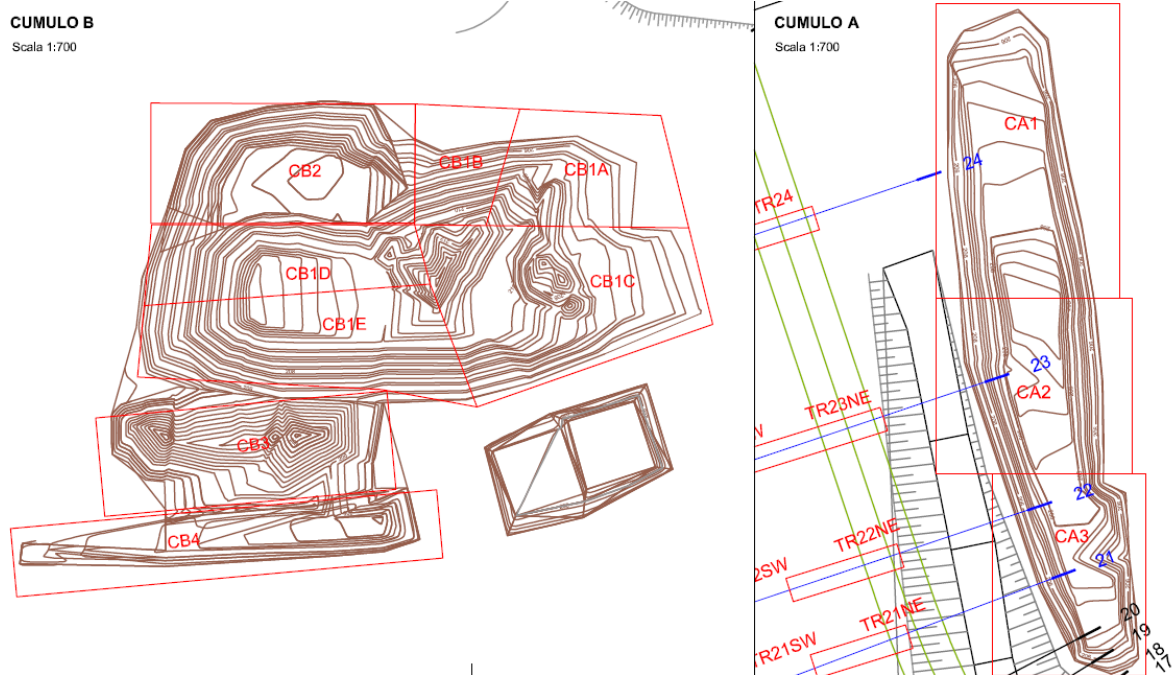 CUMULO B
Scala 1:700
CB2
CB1B
CB1A
CB1D
CB1C
CB1E
208
CB3
CB4
CUMULO A
Scala 1:700
CA1
24
TR24
23
CA2
TR23NE
W
22
TR22NE
CA3
2SW
21
TR21NE
TR21SW
20
19
18
17